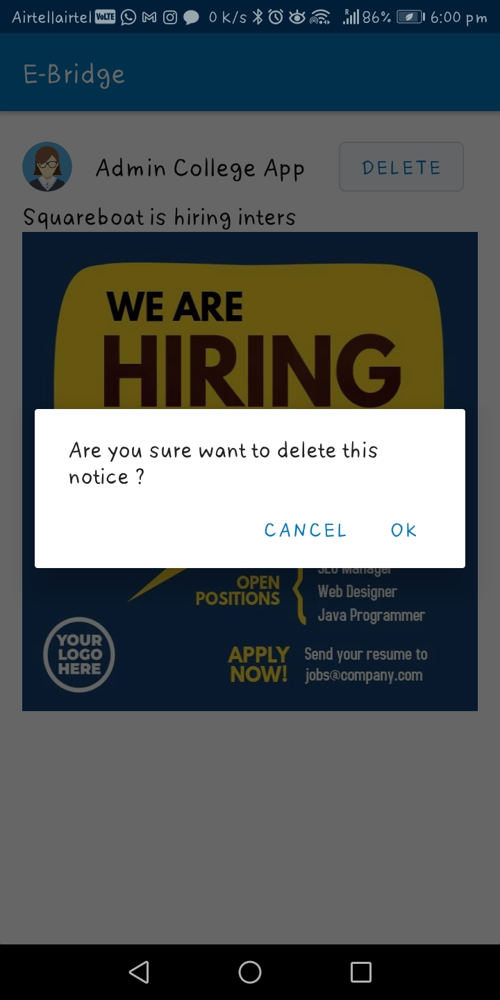 Airtel|airtel VoLTE 0 K/s R 86% 6:00 pm
E-Bridge
Admin College App DELETE
Squareboat is hiring inters
WE ARE
HIRING
Are you sure want to delete this
notice ?
CANCEL OK
SEO Manager
OPEN
POSITIONS
Web Designer
Java Programmer
YOUR
LOGO
HERE
APPLY
NOW!
Send your resume to
jobs@company.com